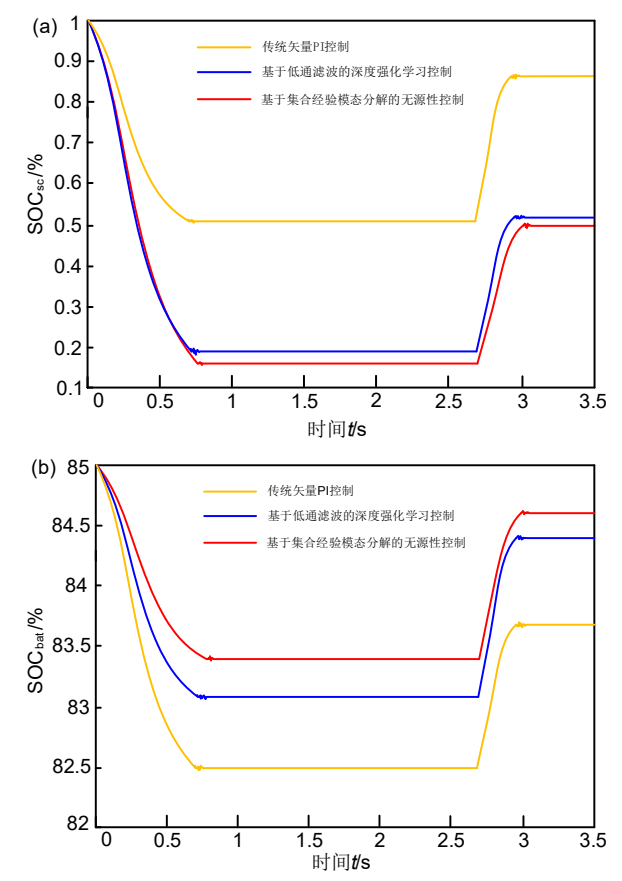 (a)
1
0.9
0.8
0.7
0.6
0.5
0.4
0.3
0.2
0.1
SOCsc/%
传统矢量PI控制
基于低通滤波的深度强化学习控制
基于集合经验模态分解的无源性控制
0 0.5 1 1.5 2 2.5 3 3.5
时间t/s
(b)
85
84.5
84
83.5
83
82.5
82
SOCbat/%
传统矢量PI控制
基于低通滤波的深度强化学习控制
基于集合经验模态分解的无源性控制
0 0.5 1 1.5 2 2.5 3 3.5
时间t/s